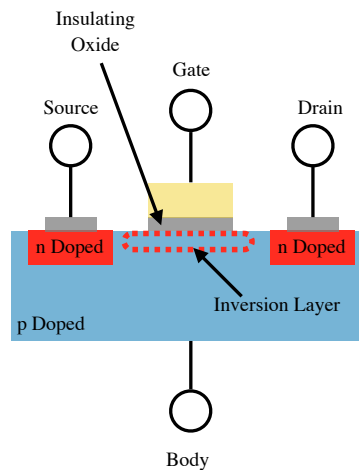 Insulating
Oxide
Gate
Source
Drain
n Doped
n Doped
Inversion Layer
p Doped
Body